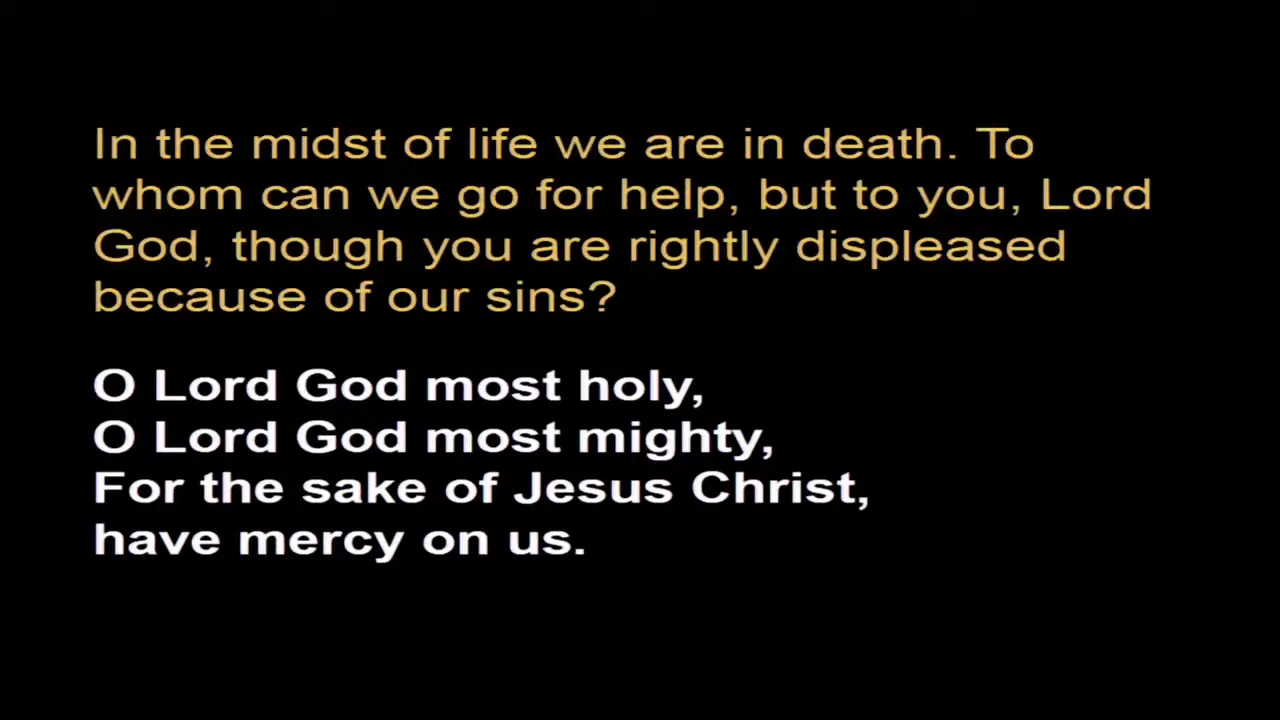 In the midst of life we are in death. To
whom can we go for help, but to you, Lord
God, though you are rightly displeased
because of our sins?
O Lord God most holy,
O Lord God most mighty,
For the sake of Jesus Christ,
have mercy on us.